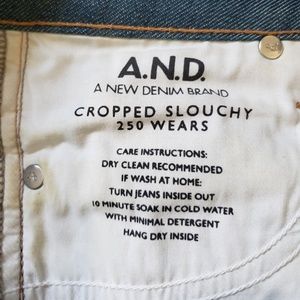 A.N.D.
A NEW DENIM BRAND
CROPPED SLOUCHY
250 WEARS
CARE INSTRUCTIONS:
DRY CLEAN RECOMMENDED
IF WASH AT HOME:
TURN JEANS INSIDE OUT
10 MINUTE SOAK IN COLD WATER
WITH MINIMAL DETERGENT
HANG DRY INSIDE